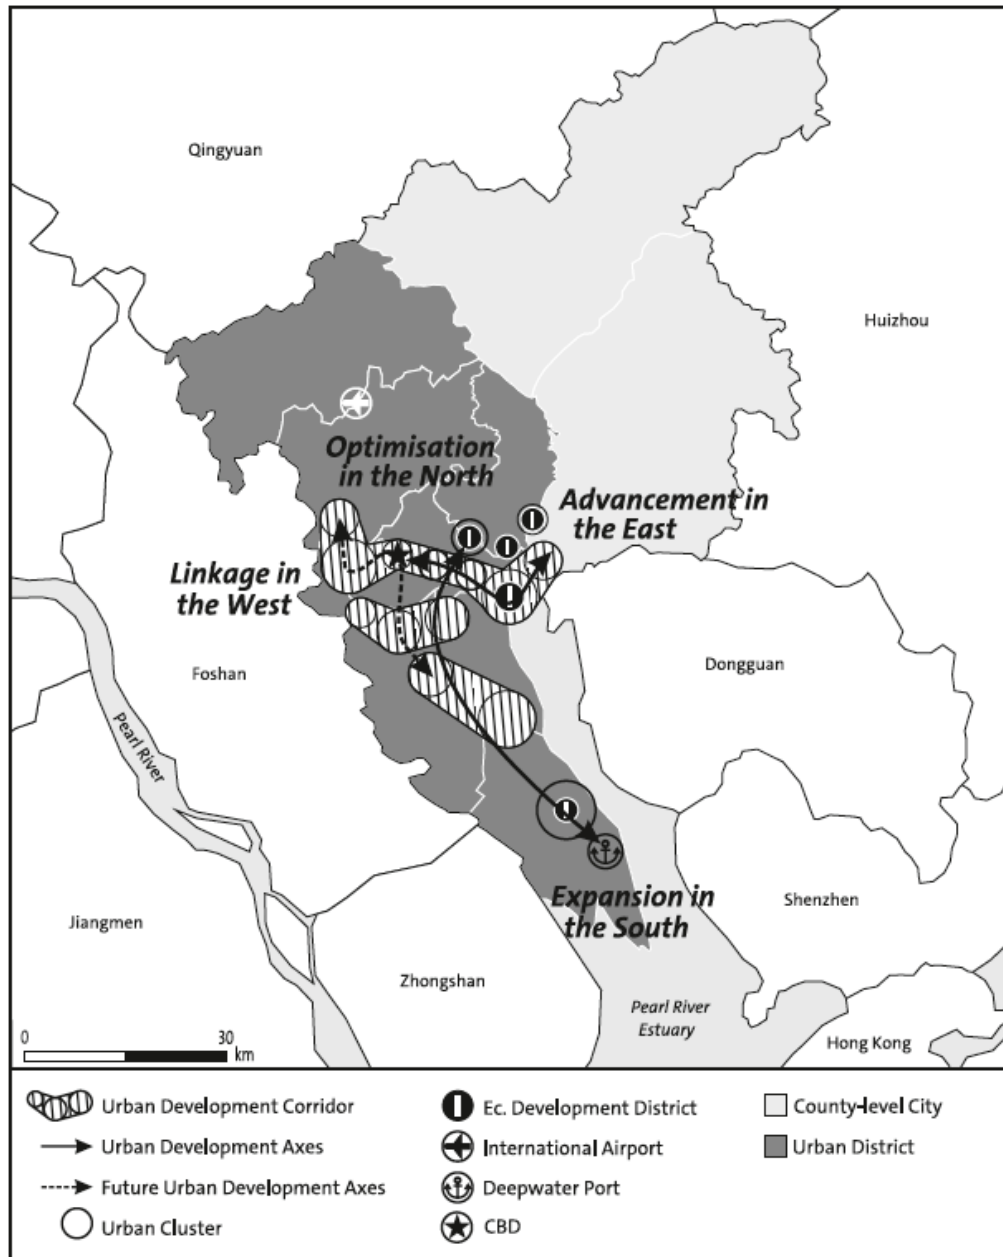 Qingyuan
Huizhou
Optimisation
in the North
Advancement in
the East
Linkage in
the West
Foshan
Dongguan
Pearl River
Expansion in
the South
Shenzhen
Jiangmen
Zhongshan
Pearl River
Estuary
Hong Kong
0 30
km
Urban Development Corridor
Ec. Development District
County-level City
Urban Development Axes
International Airport
Urban District
Future Urban Development Axes
Deepwater Port
Urban Cluster
CBD